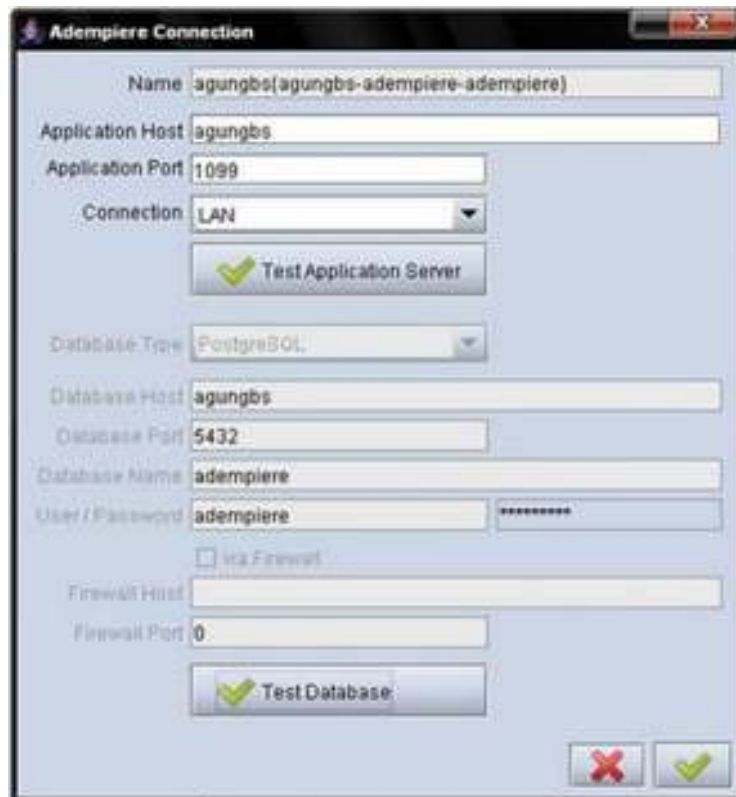 Adempiere Connection
Name agungbs{agungbs-adempiere-adempiere}
Application Host agungbs
Application Port 1099
Connection LAN
Test Application Server
Database Type PostgreSQL
Database Host agungbs
Database Port 5432
Database Name adempiere
User / Password adempiere *********
via Firewall
Firewall Host
Firewall Port 0
Test Database